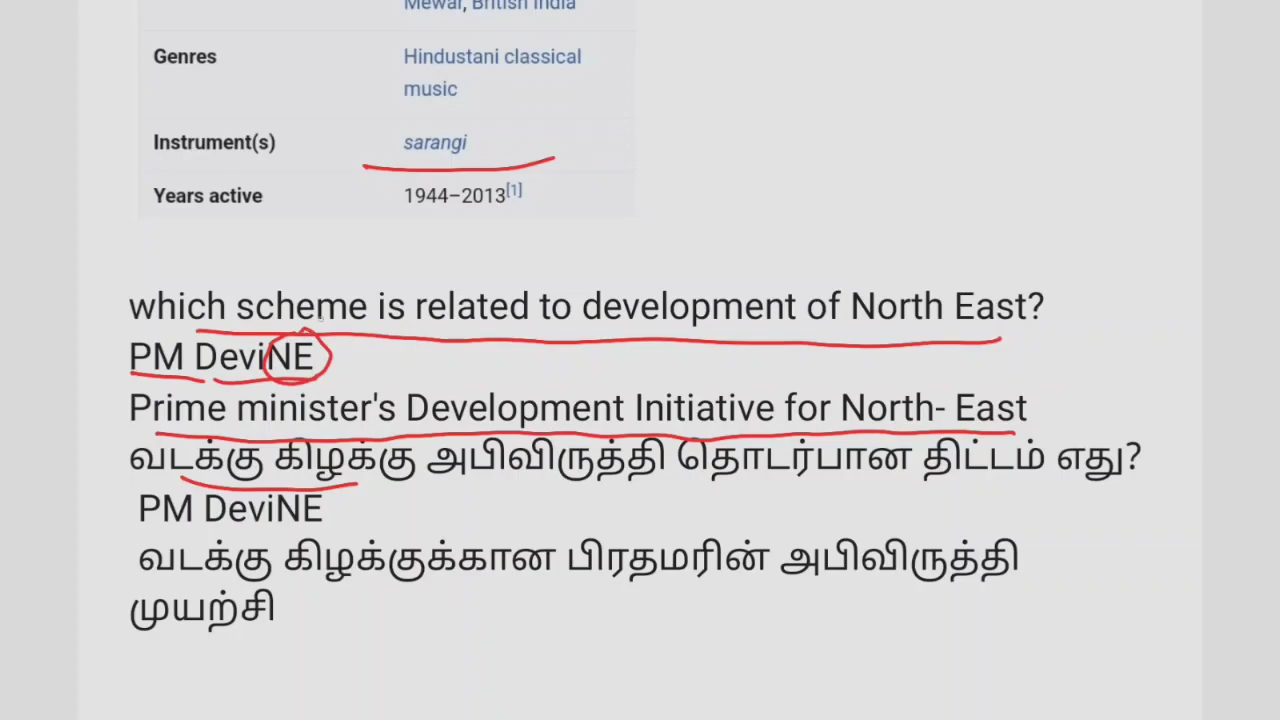 Mewar, British India
Genres Hindustani classical
music
Instrument(s) sarangi
Years active 1944–2013[1]
which scheme is related to development of North East?
PM DeviNE
Prime minister's Development Initiative for North- East
வடக்கு கிழக்கு அபிவிருத்தி தொடர்பான திட்டம் எது?
PM DeviNE
வடக்கு கிழக்குக்கான பிரதமரின் அபிவிருத்தி
முயற்சி